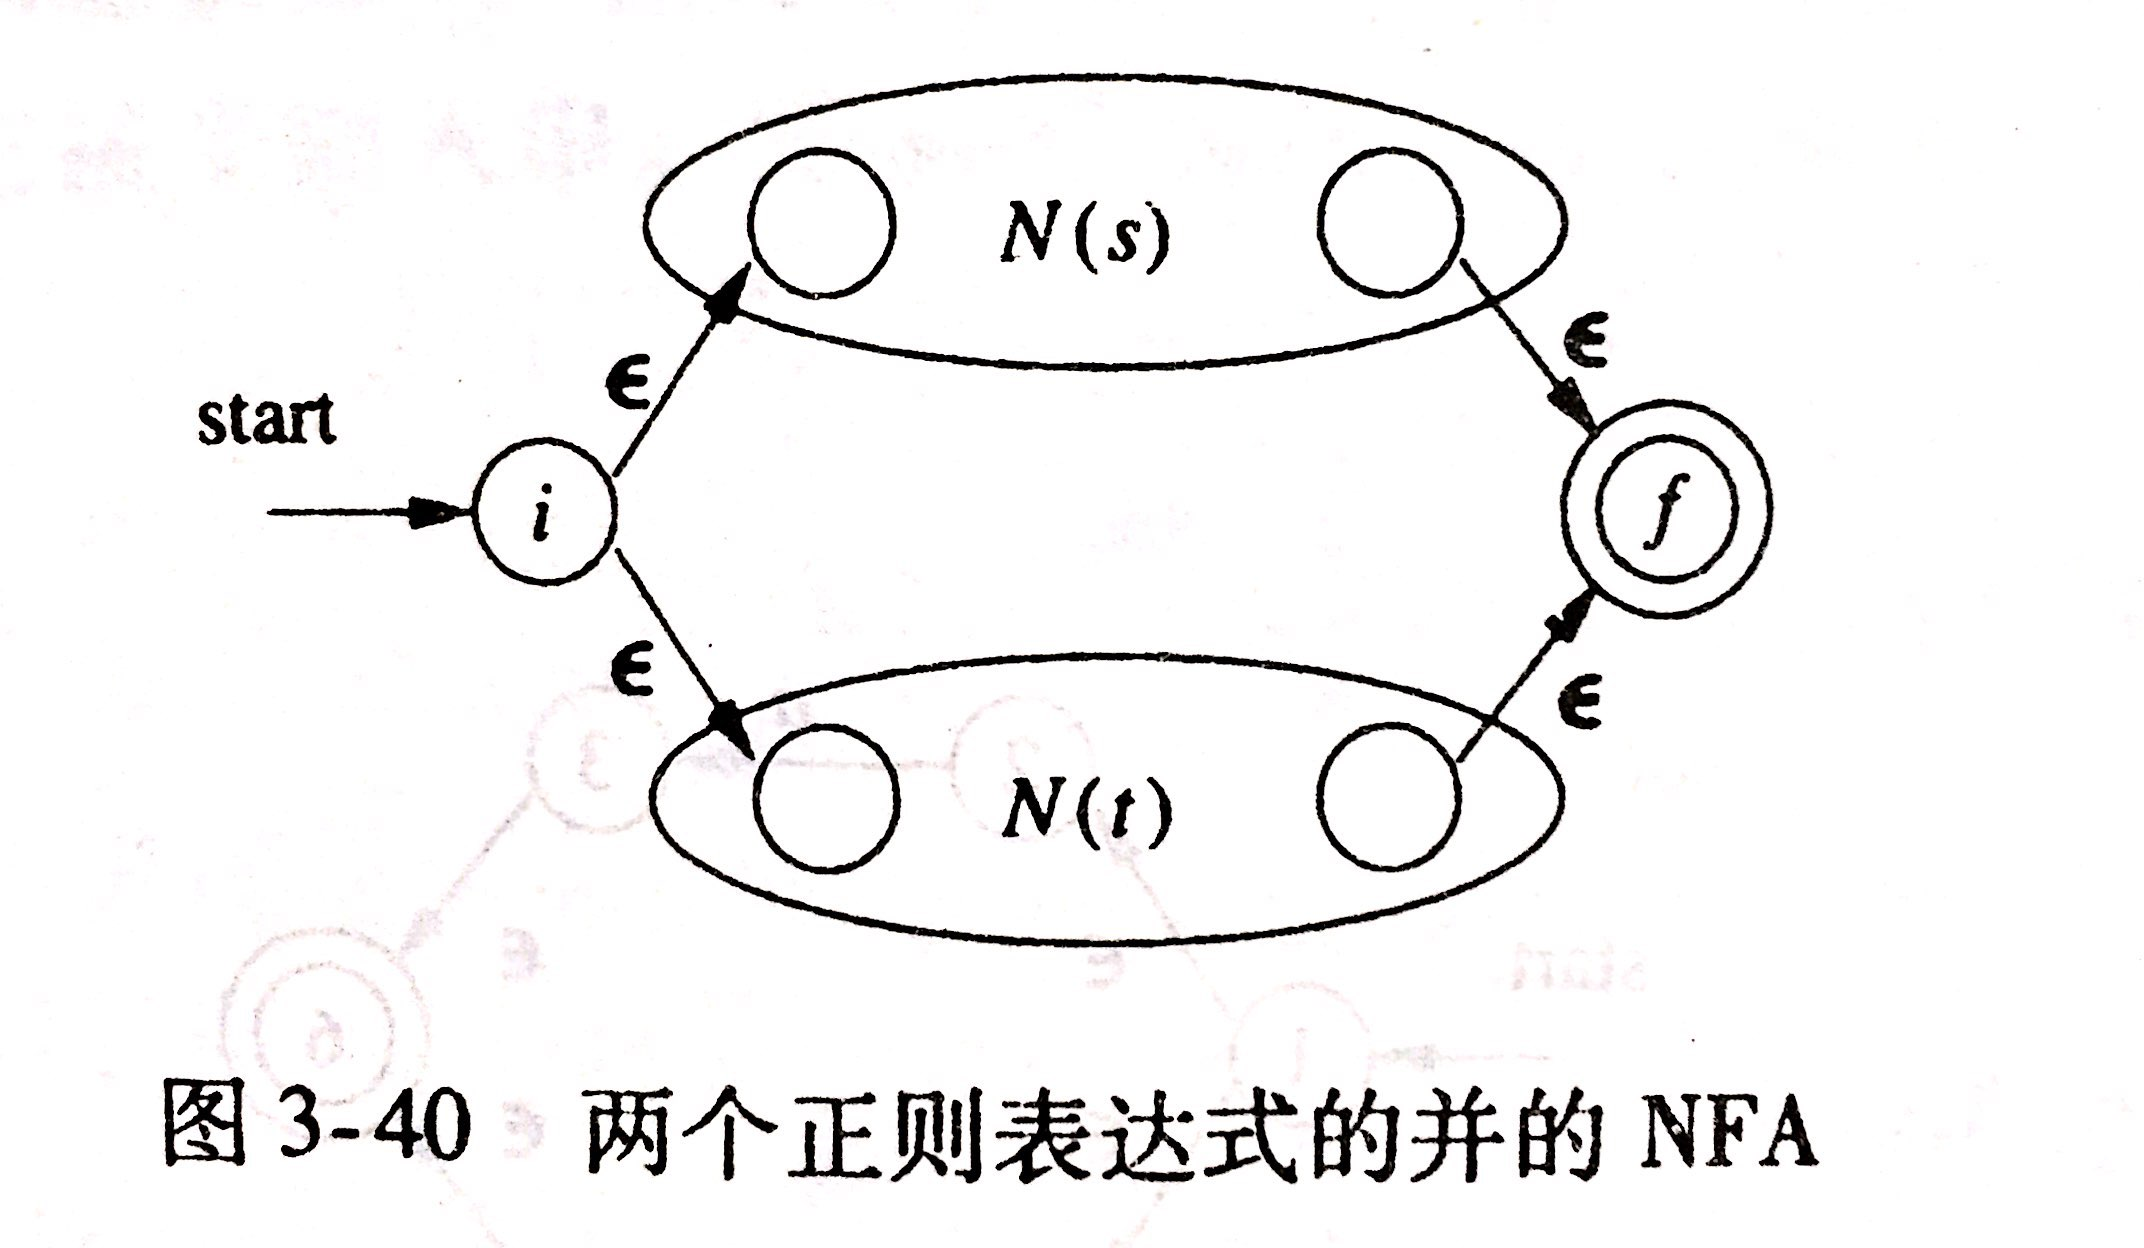 N(s)
ϵ
ϵ
start
i
f
ϵ
ϵ
N(t)
图 3-40 两个正则表达式的并的 NFA